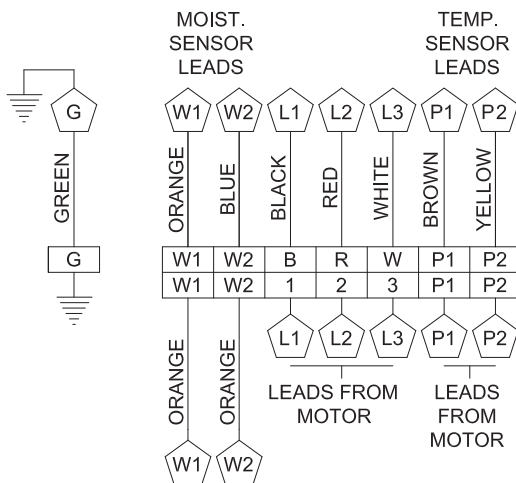 MOIST.
SENSOR
LEADS
TEMP.
SENSOR
LEADS
G W1 W2 L1 L2 L3 P1 P2
GREEN ORANGE BLUE BLACK RED WHITE BROWN YELLOW
G W1 W2 B R W P1 P2
W1 W2 1 2 3 P1 P2
L1 L2 L3 P1 P2
ORANGE ORANGE
LEADS FROM
MOTOR
LEADS
FROM
MOTOR
W1 W2